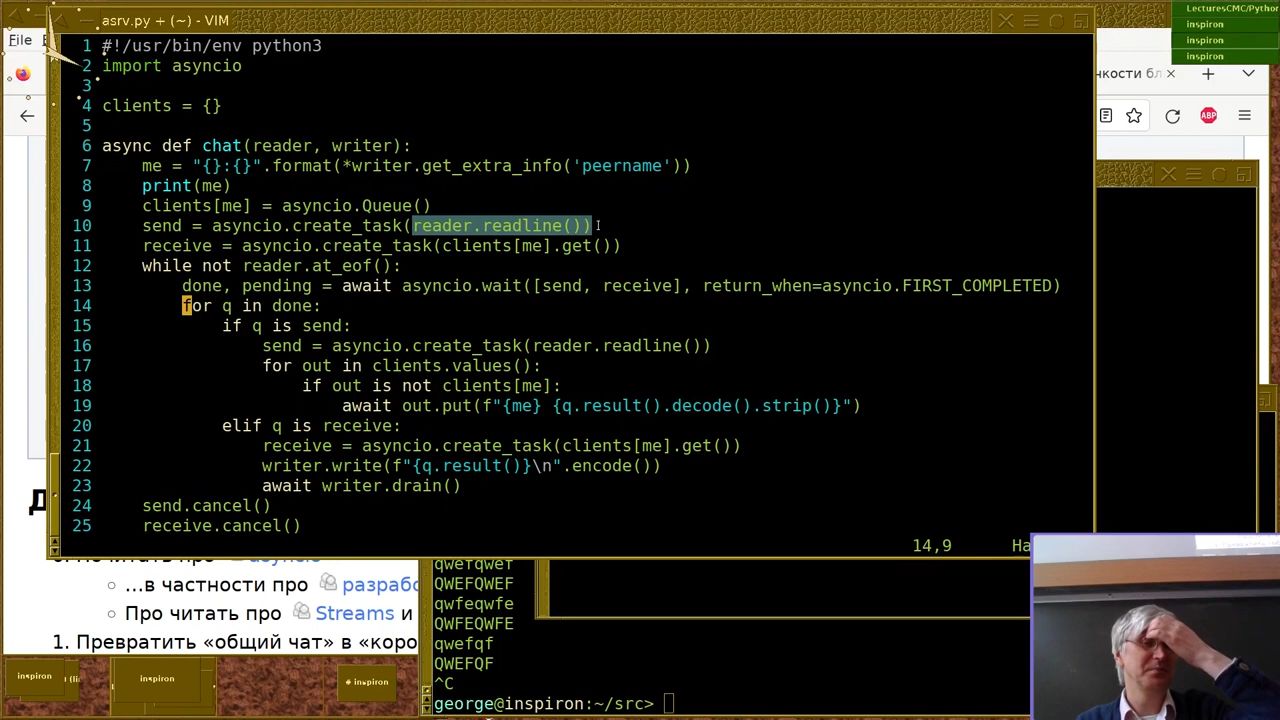 asrv.py + (~) - VIM
LecturesCMC/Python
inspiron
inspiron
inspiron
File
нкости бл
ABP
1 #!/usr/bin/env python3
2 import asyncio
3
4 clients = {}
5
6 async def chat(reader, writer):
7     me = "{}:{}".format(*writer.get_extra_info('peername'))
8     print(me)
9     clients[me] = asyncio.Queue()
10     send = asyncio.create_task(reader.readline())
11     receive = asyncio.create_task(clients[me].get())
12     while not reader.at_eof():
13         done, pending = await asyncio.wait([send, receive], return_when=asyncio.FIRST_COMPLETED)
14         for q in done:
15             if q is send:
16                 send = asyncio.create_task(reader.readline())
17                 for out in clients.values():
18                     if out is not clients[me]:
19                         await out.put(f"{me} {q.result().decode().strip()}")
20             elif q is receive:
21                 receive = asyncio.create_task(clients[me].get())
22                 writer.write(f"{q.result()}\n".encode())
23                 await writer.drain()
24     send.cancel()
25     receive.cancel()
14,9 На
Д
…в частности про разрабо
Про читать про Streams и
1. Превратить «общий чат» в «коро
qwefqwef
QWEFQWEF
qwfeqwfe
QWFEQWFE
qwefqf
QWEFQF
^C
george@inspiron:~/src>
inspiron
inspiron
# inspiron